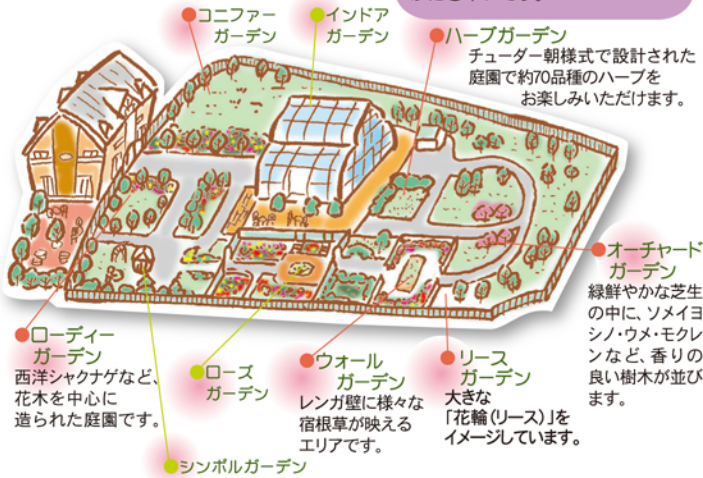 コニファー
ガーデン
インドア
ガーデン
ハーブガーデン
チューダー朝様式で設計された
庭園で約70品種のハーブを
お楽しみいただけます。
オーチャード
ガーデン
緑鮮やかな芝生
の中に、ソメイヨ
シノ・ウメ・モクレ
ンなど、香りの
良い樹木が並び
ます。
ローディー
ガーデン
西洋シャクナゲなど、
花木を中心に
造られた庭園です。
ローズ
ガーデン
ウォール
ガーデン
レンガ壁に様々な
宿根草が映える
エリアです。
リース
ガーデン
大きな
「花輪(リース)」を
イメージしています。
シンボルガーデン